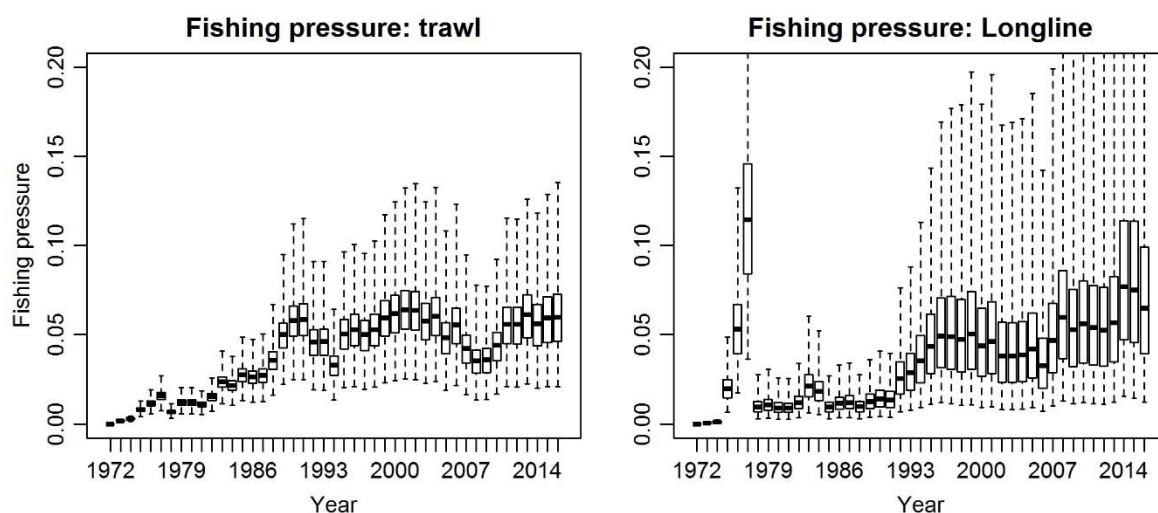 Fishing pressure: trawl
Fishing pressure
0.00 0.05 0.10 0.15 0.20
1972 1979 1986 1993 2000 2007 2014
Year
Fishing pressure: Longline
0.00 0.05 0.10 0.15 0.20
1972 1979 1986 1993 2000 2007 2014
Year